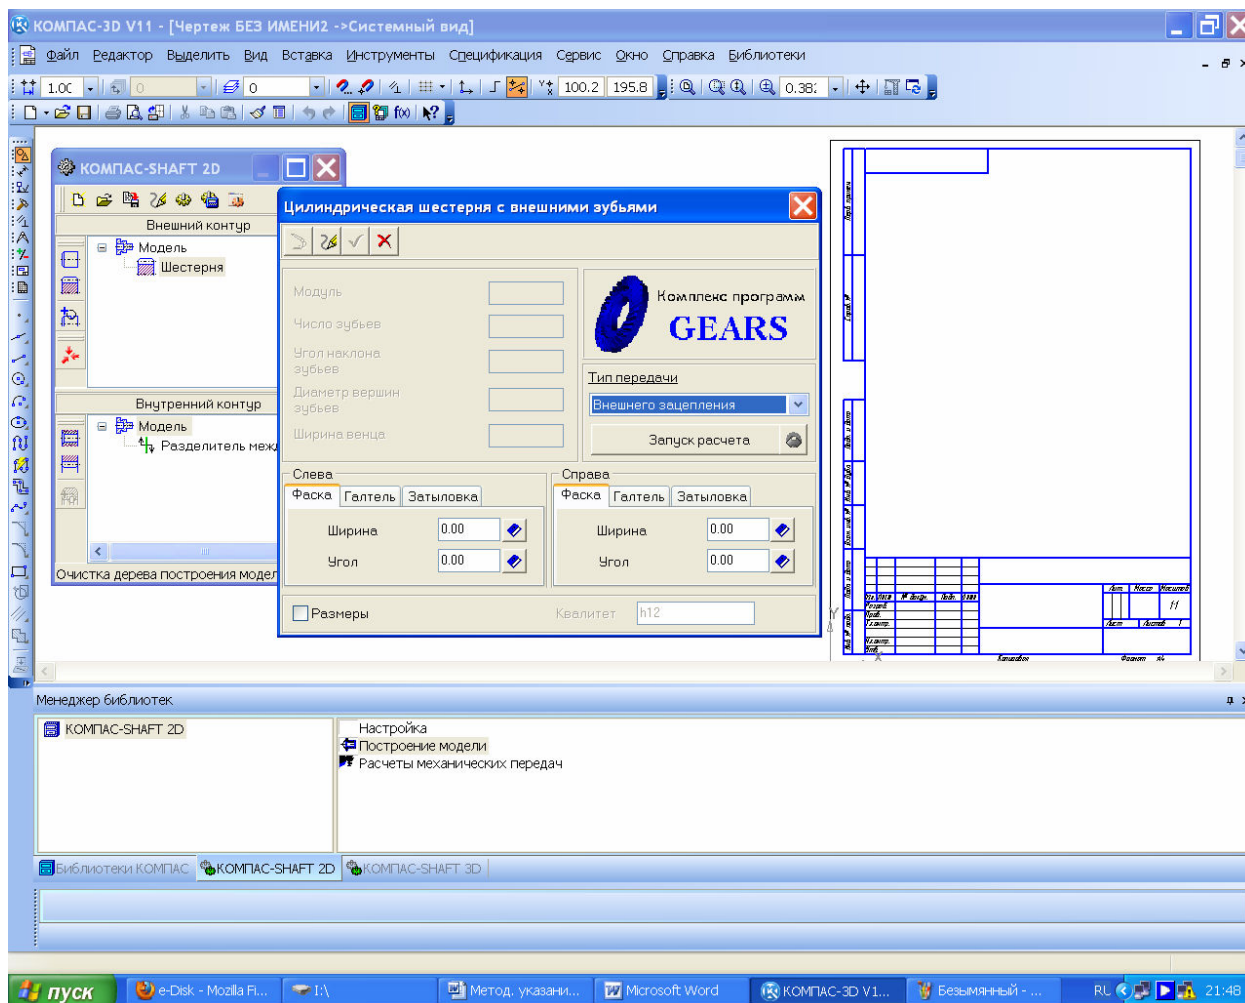 КОМПАС-3D V11 - [Чертеж БЕЗ ИМЕНИ2 ->Системный вид]
Файл Редактор Выделить Вид Вставка Инструменты Спецификация Сервис Окно Справка Библиотеки
0 0 100.2 195.8
f(x)
КОМПАС-SHAFT 2D
Внешний контур
Модель
Шестерня
Внутренний контур
Модель
Разделитель межд
Очистка дерева построения модел
Цилиндрическая шестерня с внешними зубьями
Модуль
Число зубьев
Угол наклона зубьев
Диаметр вершин зубьев
Ширина венца
Комплекс программ
GEARS
Тип передачи
Внешнего зацепления
Запуск расчета
Слева
Фаска Галтель Затыловка
Ширина 0.00
Угол 0.00
Справа
Фаска Галтель Затыловка
Ширина 0.00
Угол 0.00
Размеры Квалитет h12
Менеджер библиотек
КОМПАС-SHAFT 2D
Настройка
Построение модели
Расчеты механических передач
Библиотеки КОМПАС КОМПАС-SHAFT 2D КОМПАС-SHAFT 3D
пуск e-Disk - Mozilla Fi... I:\ Метод. указани... Microsoft Word КОМПАС-3D V1... Безымянный - ... RU 21:48